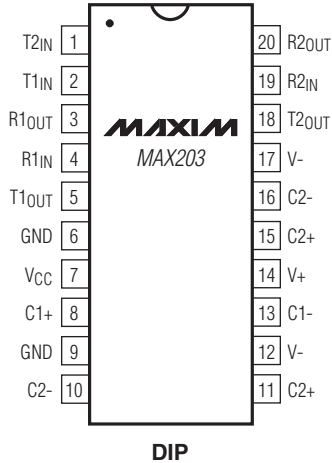 T2IN 1 20 R2OUT
T1IN 2 19 R2IN
R1OUT 3 MAXIM 18 T2OUT
R1IN 4 MAX203 17 V-
T1OUT 5 16 C2-
GND 6 15 C2+
VCC 7 14 V+
C1+ 8 13 C1-
GND 9 12 V-
C2- 10 11 C2+
DIP